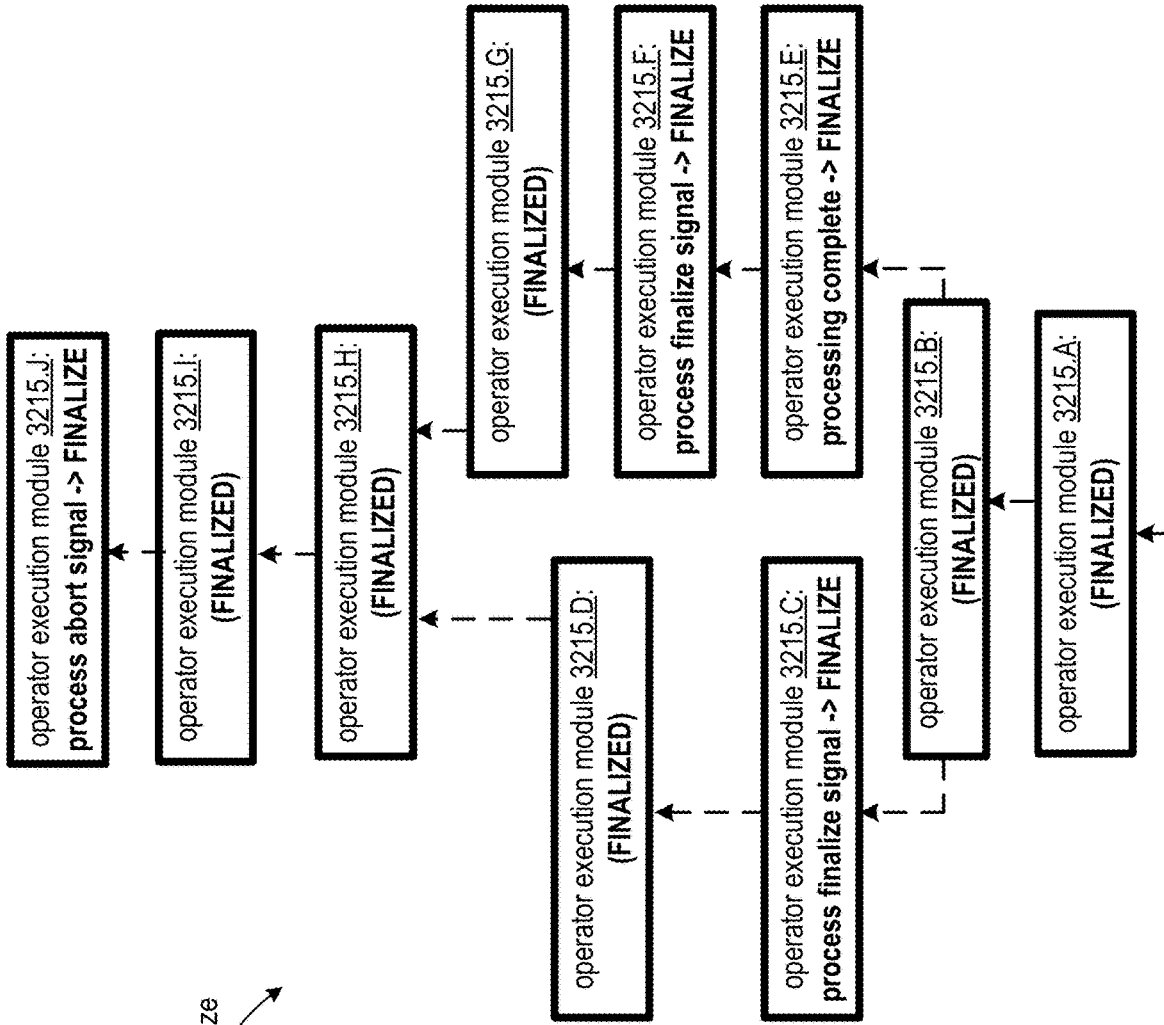 operator execution module 3215.J:
process abort signal -> FINALIZE
operator execution module 3215.I:
(FINALIZED)
operator execution module 3215.H:
(FINALIZED)
operator execution module 3215.G:
(FINALIZED)
operator execution module 3215.F:
process finalize signal -> FINALIZE
operator execution module 3215.E:
processing complete -> FINALIZE
operator execution module 3215.D:
(FINALIZED)
operator execution module 3215.C:
process finalize signal -> FINALIZE
operator execution module 3215.B:
(FINALIZED)
operator execution module 3215.A:
(FINALIZED)
ze